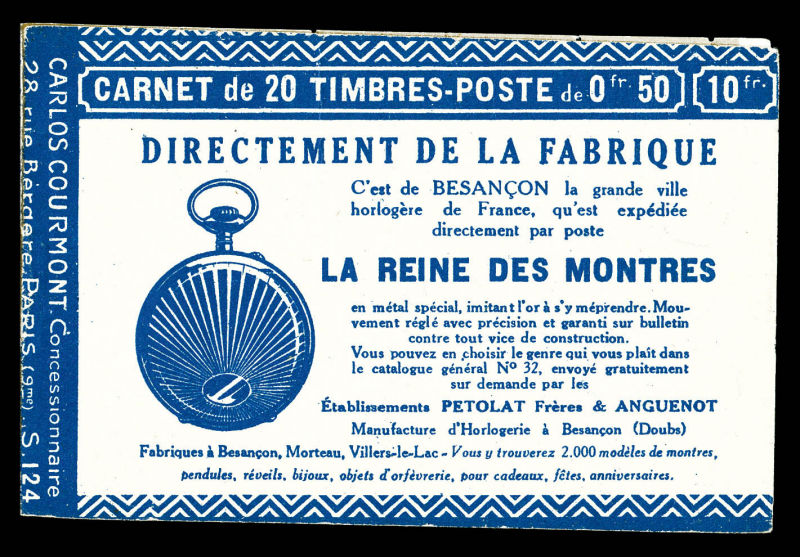 CARNET de 20 TIMBRES-POSTE de 0 fr. 50
10 fr.
DIRECTEMENT DE LA FABRIQUE
C'est de BESANÇON la grande ville
horlogère de France, qu'est expédiée
directement par poste
LA REINE DES MONTRES
en métal spécial, imitant l'or à s'y méprendre. Mou-
vement réglé avec précision et garanti sur bulletin
contre tout vice de construction.
Vous pouvez en choisir le genre qui vous plaît dans
le catalogue général Nº 32, envoyé gratuitement
sur demande par les
Établissements PETOLAT Frères & ANGUENOT
Manufacture d'Horlogerie à Besançon (Doubs)
Fabriques à Besançon, Morteau, Villers-le-Lac - Vous y trouverez 2.000 modèles de montres,
pendules, réveils, bijoux, objets d'orfèvrerie, pour cadeaux, fêtes, anniversaires.
CARLOS COURMONT. Concessionnaire
28 rue Bergère. PARIS (9me). S. 124